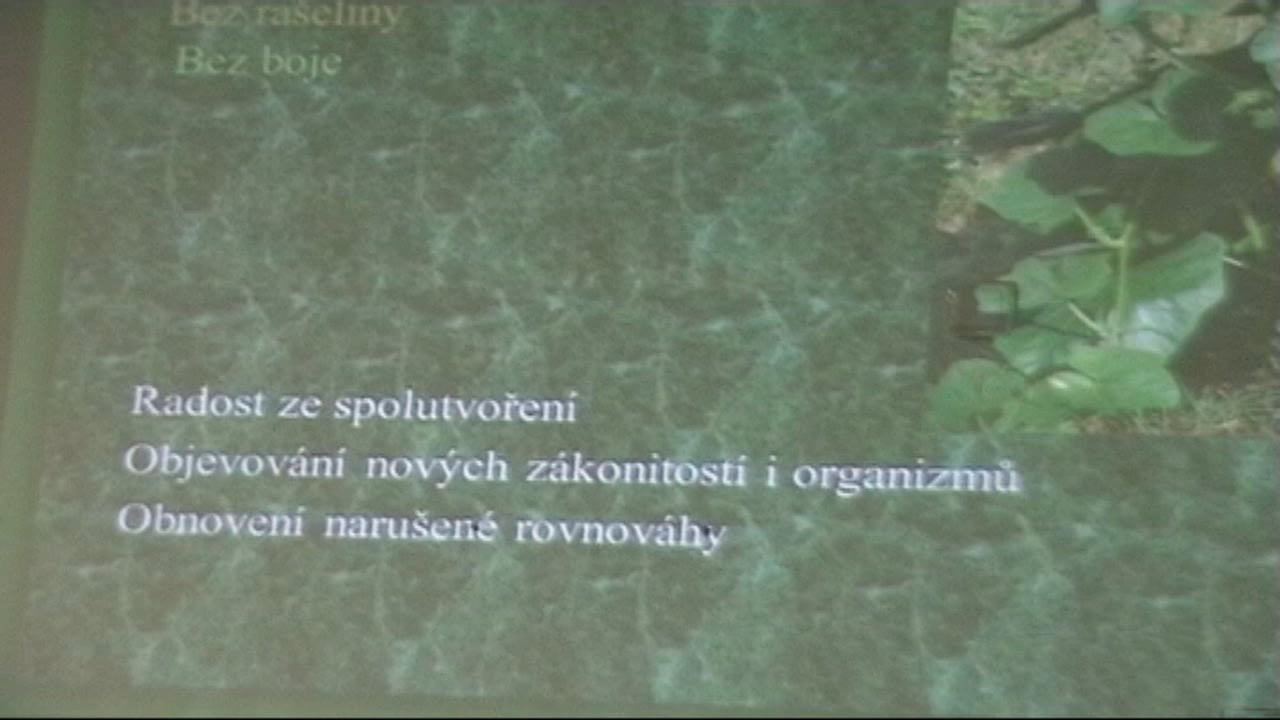 Bez rašeliny
Bez boje
Radost ze spolutvoření
Objevování nových zákonitostí i organizmů
Obnovení narušené rovnováhy